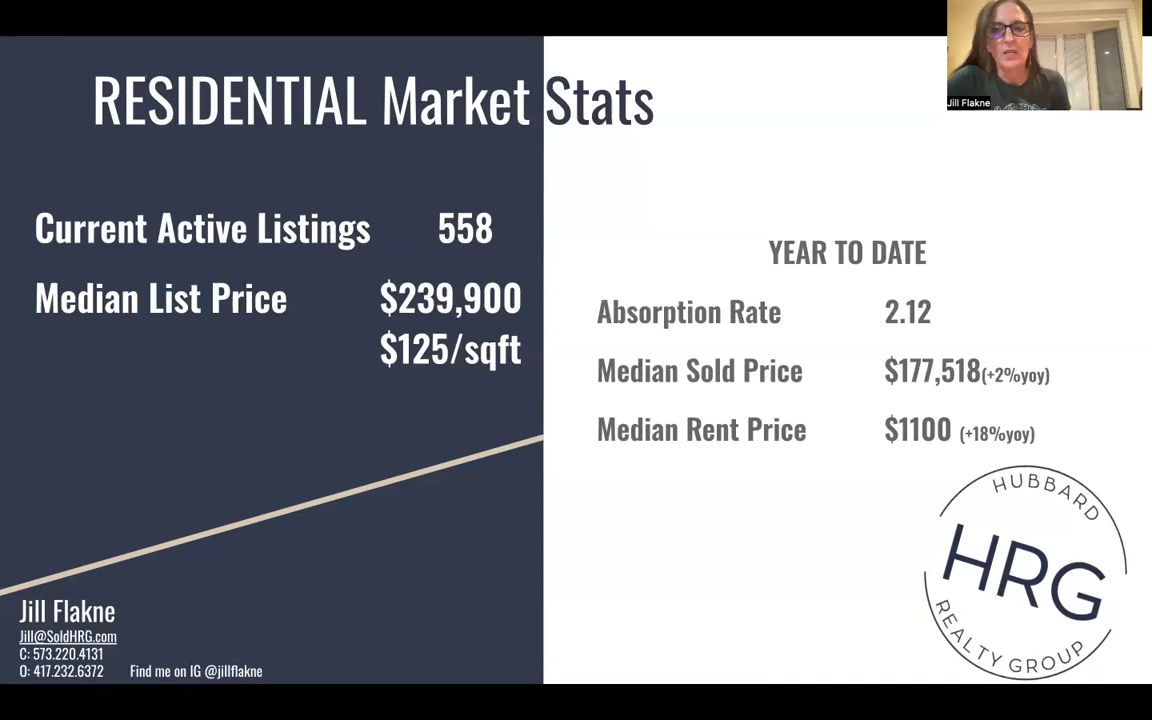 RESIDENTIAL Market Stats
Jill Flakne
Current Active Listings 558
Median List Price $239,900
$125/sqft
YEAR TO DATE
Absorption Rate 2.12
Median Sold Price $177,518(+2%yoy)
Median Rent Price $1100 (+18%yoy)
HUBBARD
HRG
REALTY GROUP
Jill Flakne
Jill@SoldHRG.com
C: 573.220.4131
O: 417.232.6372 Find me on IG @jillflakne